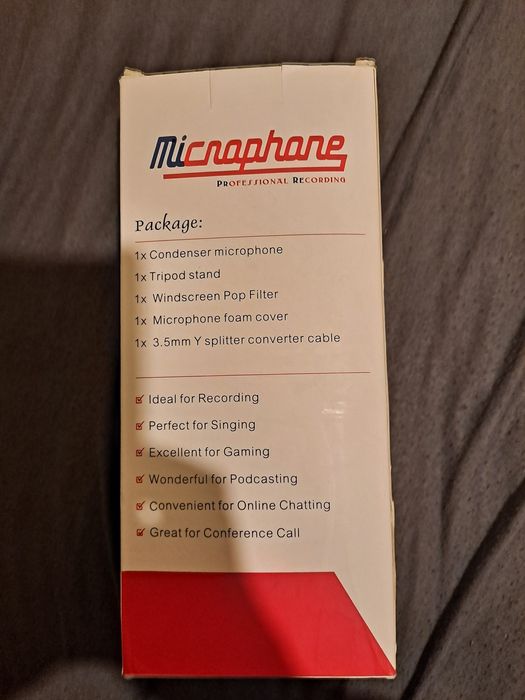 Micnophone
Professional Recording
Package:
1x Condenser microphone
1x Tripod stand
1x Windscreen Pop Filter
1x Microphone foam cover
1x 3.5mm Y splitter converter cable
Ideal for Recording
Perfect for Singing
Excellent for Gaming
Wonderful for Podcasting
Convenient for Online Chatting
Great for Conference Call